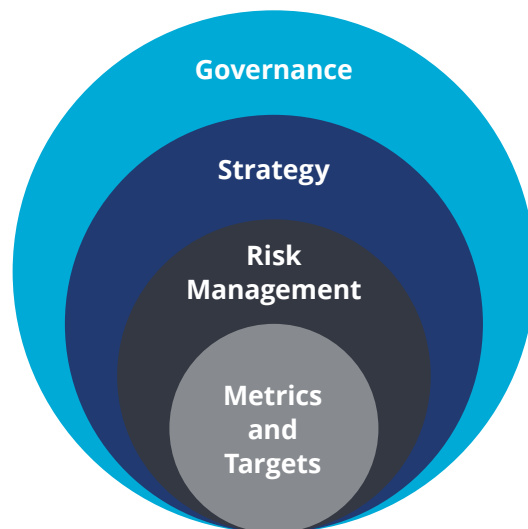 Governance
Strategy
Risk
Management
Metrics
and
Targets